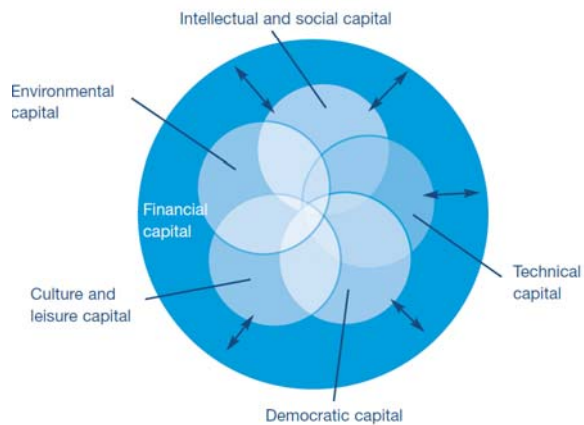 Intellectual and social capital
Environmental
capital
Financial
capital
Technical
capital
Culture and
leisure capital
Democratic capital